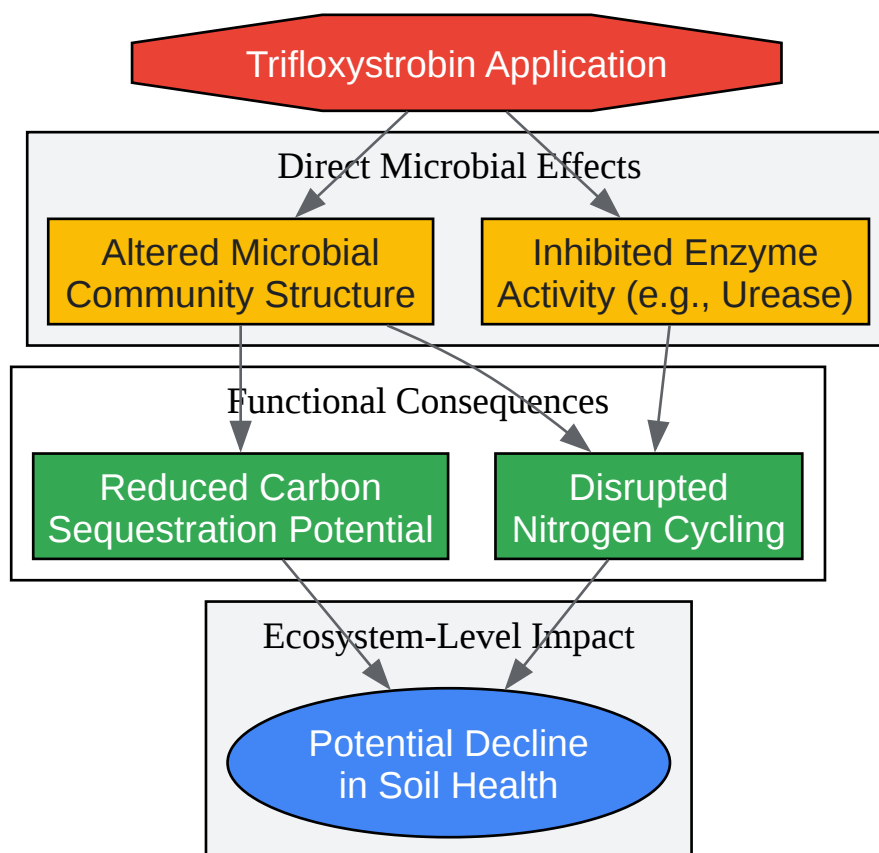 Trifloxystrobin Application
Direct Microbial Effects
Altered Microbial
Community Structure
Inhibited Enzyme
Activity (e.g., Urease)
Functional Consequences
Reduced Carbon
Sequestration Potential
Disrupted
Nitrogen Cycling
Ecosystem-Level Impact
Potential Decline
in Soil Health